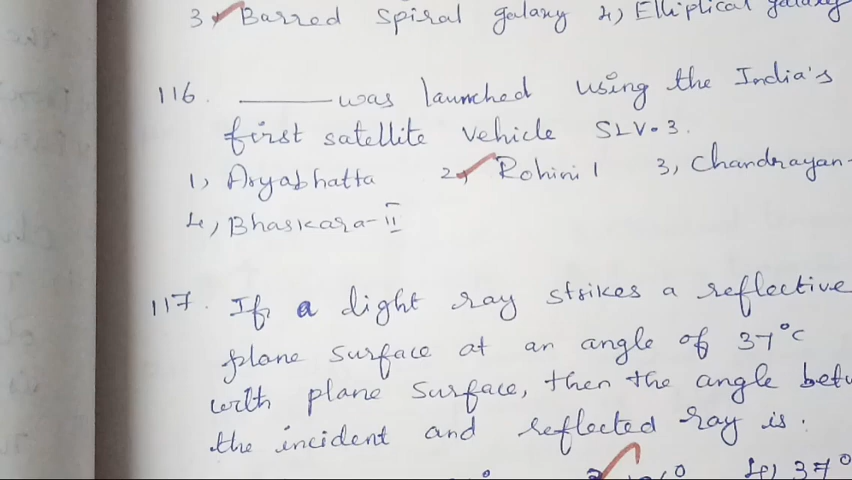 3, Barred spiral galaxy 4, Elliptical galaxy
116. ______ was launched using the India's
first satellite vehicle SLV-3.
1, Aryabhatta 2, Rohini 1 3, Chandrayan-
4, Bhaskara-II
117. If a light ray strikes a reflective
plane surface at an angle of 37°C
with plane surface, then the angle betw
the incident and reflected ray is.
4, 37°